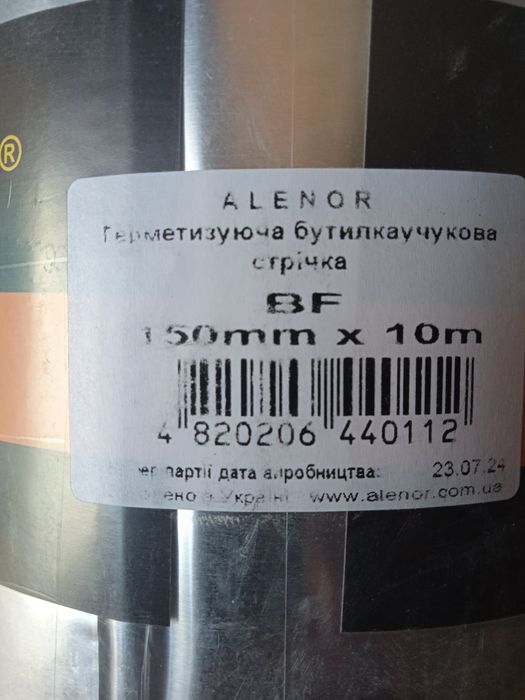 ®
ALENOR
Герметизуюча бутилкаучукова
стрічка
BF
150mm x 10m
4 820206 440112
партії дата виробництва: 23.07.24
в Україні www.alenor.com.ua